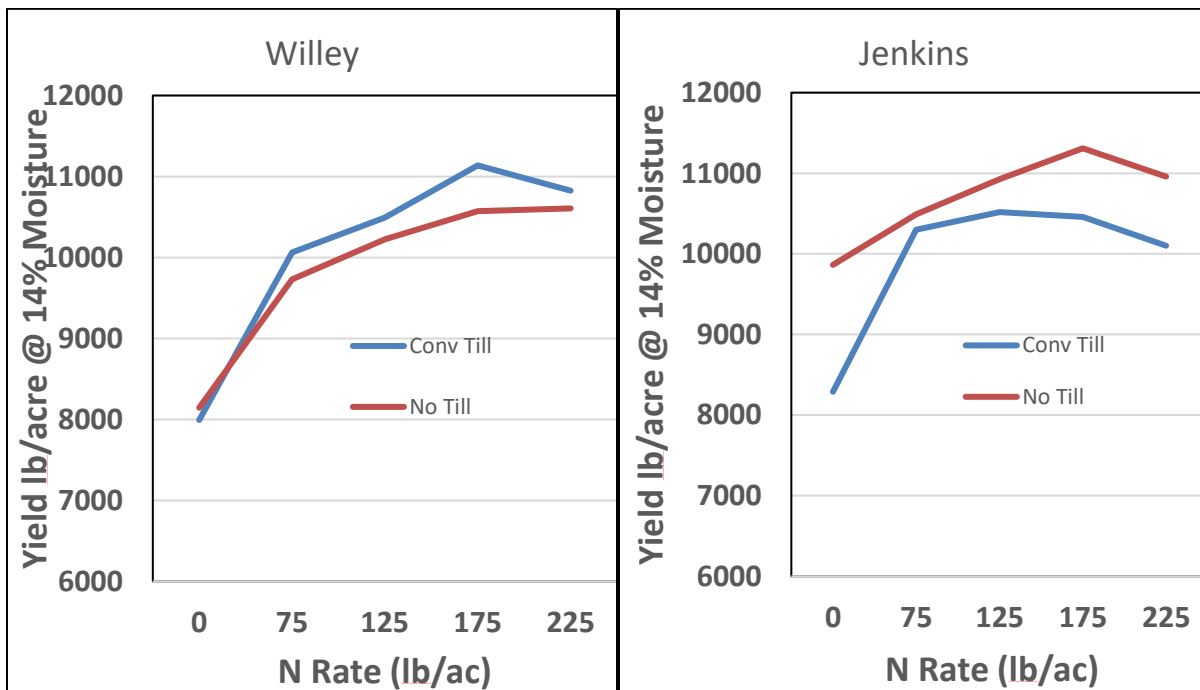 Willey
Yield lb/acre @ 14% Moisture
12000
11000
10000
9000
8000
7000
6000
Conv Till
No Till
0 75 125 175 225
N Rate (lb/ac)
Jenkins
Yield lb/acre @ 14% Moisture
12000
11000
10000
9000
8000
7000
6000
Conv Till
No Till
0 75 125 175 225
N Rate (lb/ac)